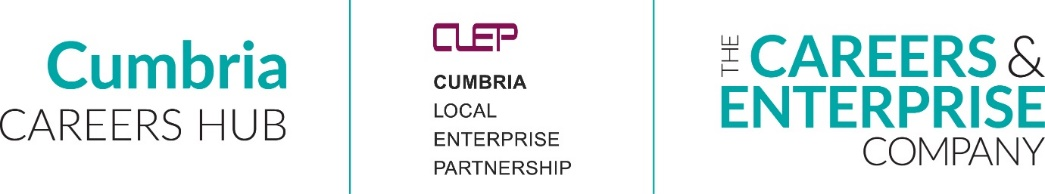 Cumbria
CAREERS HUB
CLEP
CUMBRIA
LOCAL
ENTERPRISE
PARTNERSHIP
THE CAREERS &
ENTERPRISE
COMPANY